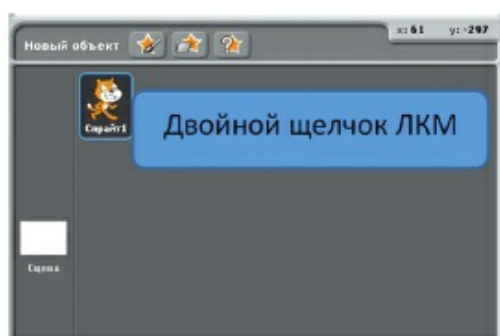 x: 61 y: -297
Новый объект
Спрайт1
Двойной щелчок ЛКМ
Сцена